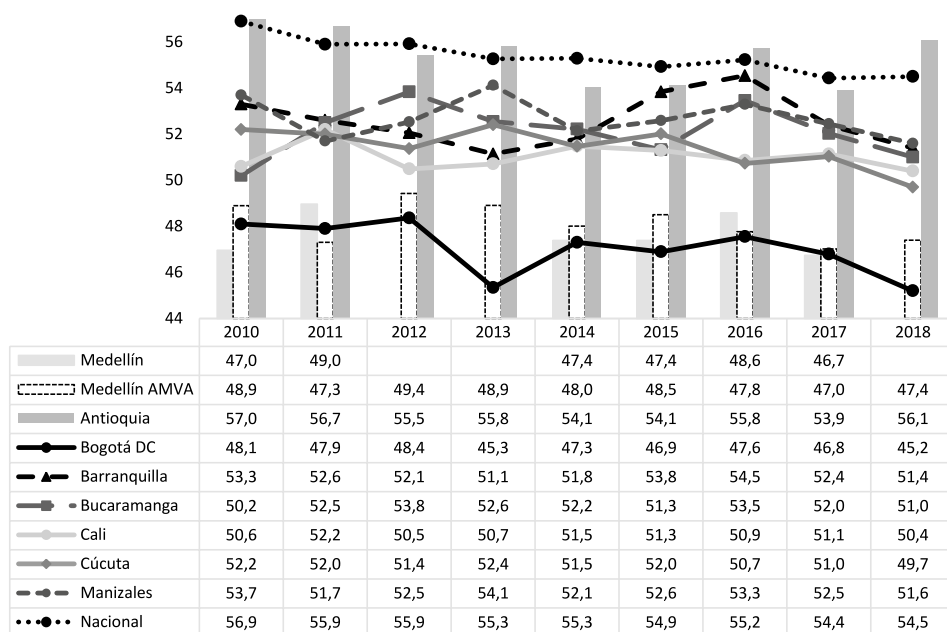 56
54
52
50
48
46
44
2010 2011 2012 2013 2014 2015 2016 2017 2018
Medellín 47,0 49,0 47,4 47,4 48,6 46,7
Medellín AMVA 48,9 47,3 49,4 48,9 48,0 48,5 47,8 47,0 47,4
Antioquia 57,0 56,7 55,5 55,8 54,1 54,1 55,8 53,9 56,1
Bogotá DC 48,1 47,9 48,4 45,3 47,3 46,9 47,6 46,8 45,2
Barranquilla 53,3 52,6 52,1 51,1 51,8 53,8 54,5 52,4 51,4
Bucaramanga 50,2 52,5 53,8 52,6 52,2 51,3 53,5 52,0 51,0
Cali 50,6 52,2 50,5 50,7 51,5 51,3 50,9 51,1 50,4
Cúcuta 52,2 52,0 51,4 52,4 51,5 52,0 50,7 51,0 49,7
Manizales 53,7 51,7 52,5 54,1 52,1 52,6 53,3 52,5 51,6
Nacional 56,9 55,9 55,9 55,3 55,3 54,9 55,2 54,4 54,5